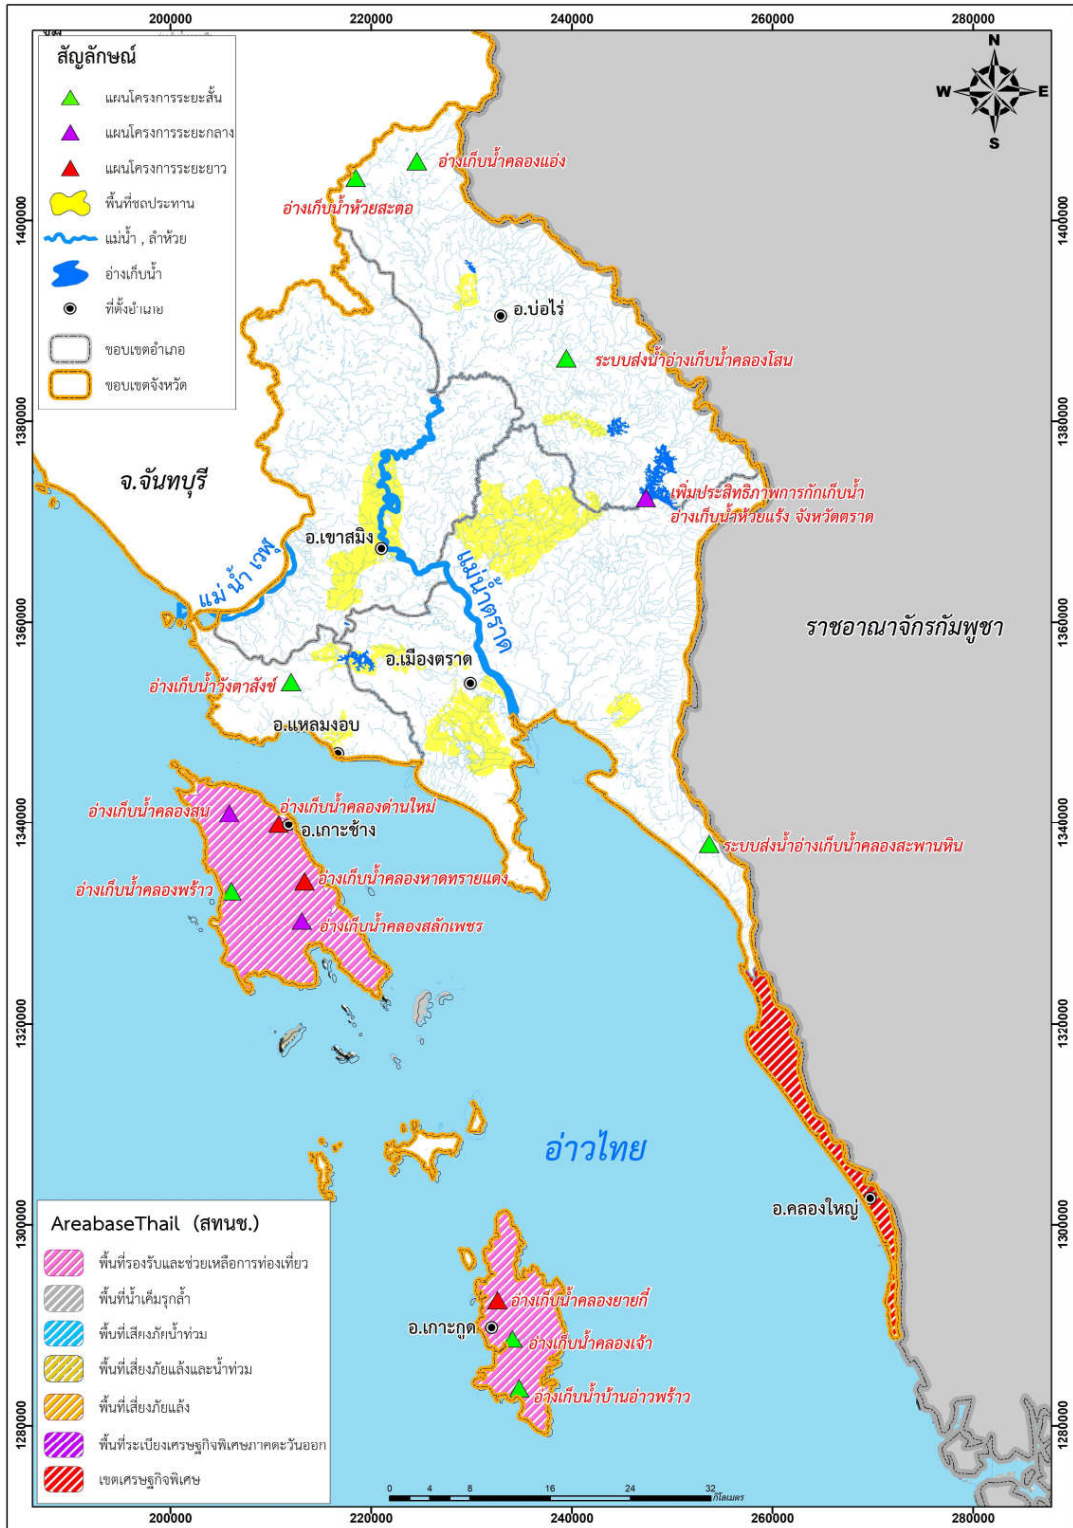 200000 220000 240000 260000 280000
สัญลักษณ์
แผนโครงการระยะสั้น
แผนโครงการระยะกลาง
แผนโครงการระยะยาว
พื้นที่ชลประทาน
แม่น้ำ , ลำห้วย
อ่างเก็บน้ำ
ที่ตั้งอำเภอ
ขอบเขตอำเภอ
ขอบเขตจังหวัด
N
W E
S
1400000
1380000
1360000
1340000
1320000
1300000
1280000
1400000
1380000
1360000
1340000
1320000
1300000
1280000
อ่างเก็บน้ำคลองแอ่ง
อ่างเก็บน้ำห้วยสะตอ
อ.บ่อไร่
ระบบส่งน้ำอ่างเก็บน้ำคลองโสน
จ.จันทบุรี
เพิ่มประสิทธิภาพการกักเก็บน้ำ
อ่างเก็บน้ำห้วยแร้ง จังหวัดตราด
อ.เขาสมิง
แม่น้ำ เวฬุ
แม่น้ำตราด
ราชอาณาจักรกัมพูชา
อ.เมืองตราด
อ่างเก็บน้ำวังตาสังข์
อ.แหลมงอบ
อ่างเก็บน้ำคลองสน
อ่างเก็บน้ำคลองด่านใหม่
อ.เกาะช้าง
ระบบส่งน้ำอ่างเก็บน้ำคลองสะพานหิน
อ่างเก็บน้ำคลองพร้าว
อ่างเก็บน้ำคลองหาดทรายแดง
อ่างเก็บน้ำคลองสลักเพชร
อ่าวไทย
อ.คลองใหญ่
อ่างเก็บน้ำคลองยายกี๋
อ.เกาะกูด
อ่างเก็บน้ำคลองเจ้า
อ่างเก็บน้ำบ้านอ่าวพร้าว
AreabaseThail (สทนช.)
พื้นที่รองรับและช่วยเหลือการท่องเที่ยว
พื้นที่น้ำเค็มรุกล้ำ
พื้นที่เสี่ยงภัยน้ำท่วม
พื้นที่เสี่ยงภัยแล้งและน้ำท่วม
พื้นที่เสี่ยงภัยแล้ง
พื้นที่ระเบียงเศรษฐกิจพิเศษภาคตะวันออก
เขตเศรษฐกิจพิเศษ
0 4 8 16 24 32
กิโลเมตร
200000 220000 240000 260000 280000